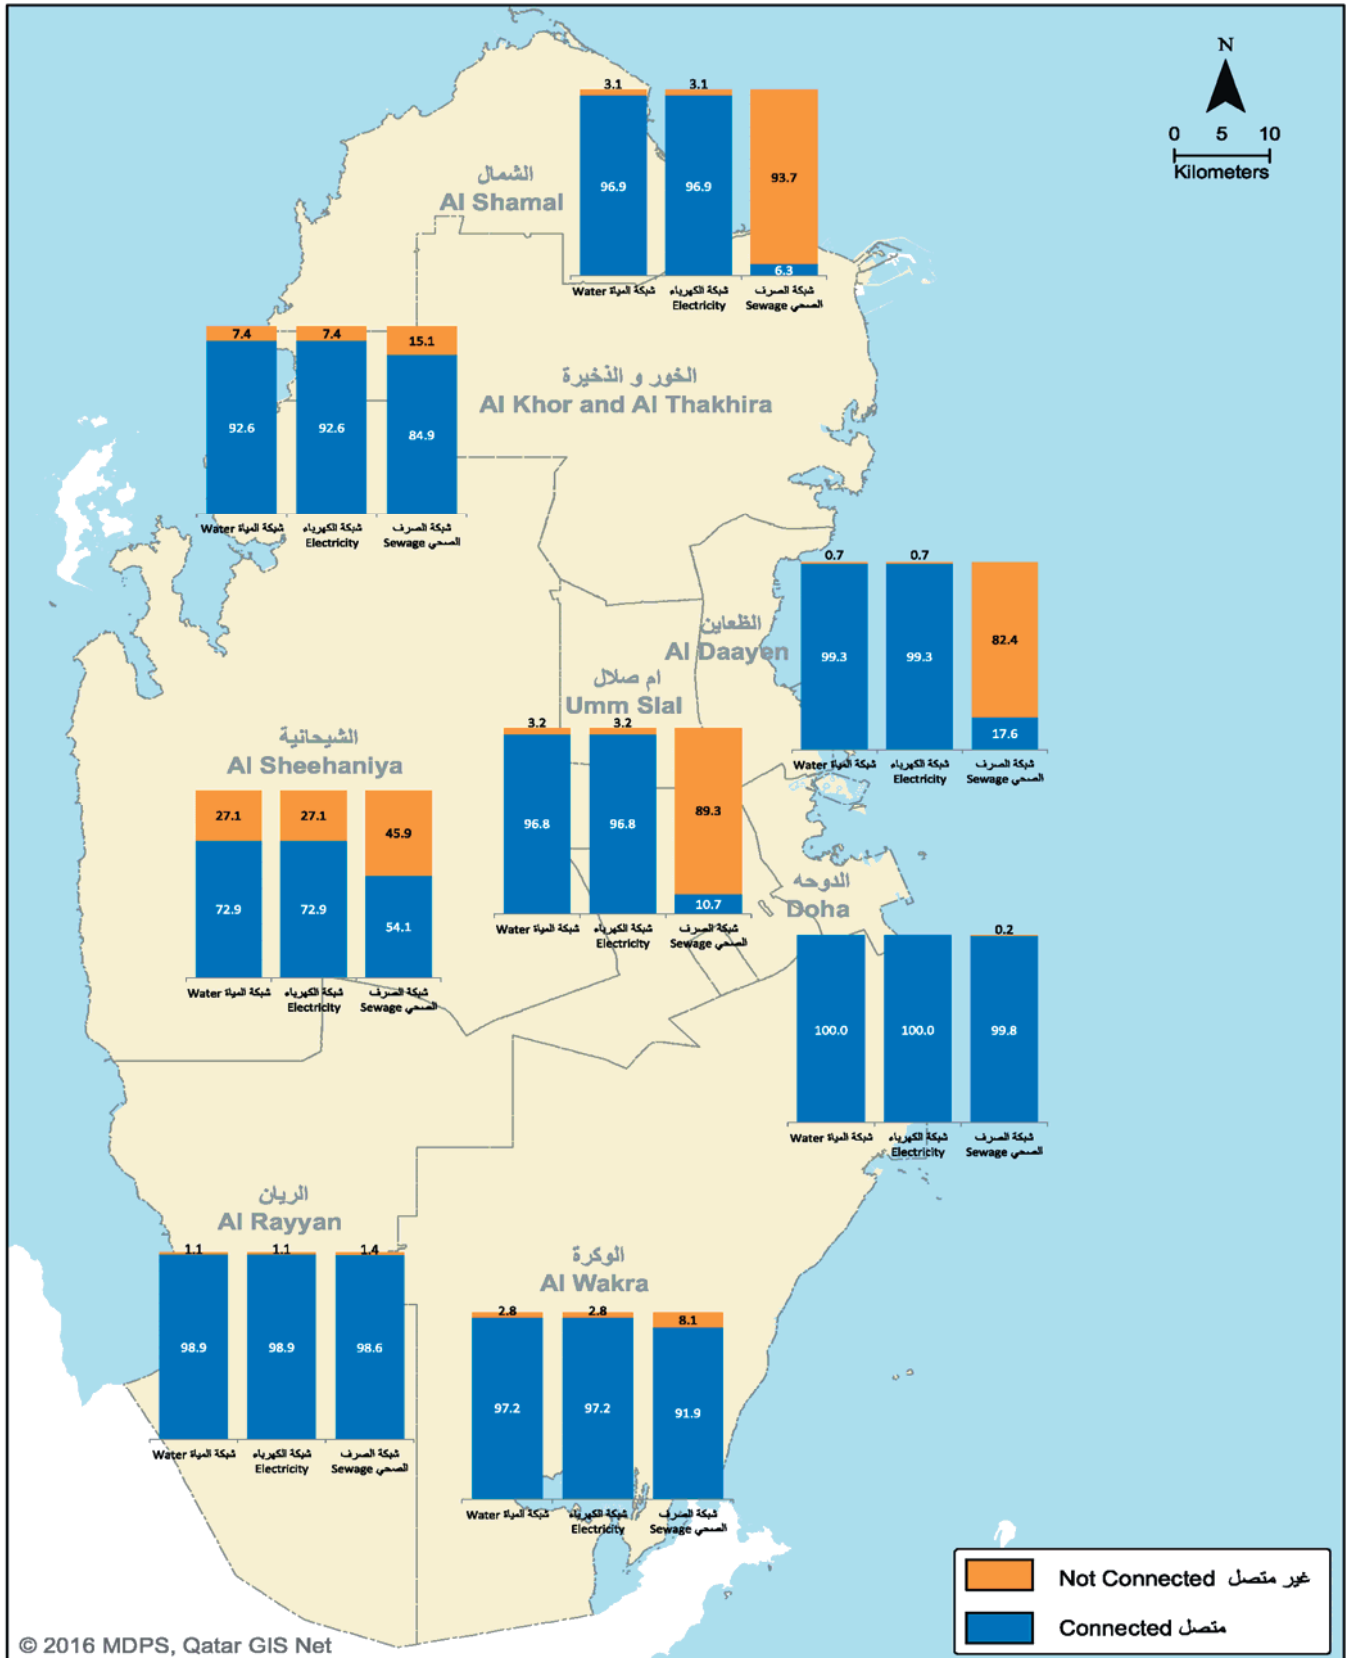 N
0 5 10
Kilometers
3.1 3.1
96.9 96.9 93.7
6.3
Water شبكة المياة
شبكة الكهرباء
Electricity
شبكة الصرف
Sewage الصحي
الشمال
Al Shamal
7.4 7.4 15.1
92.6 92.6 84.9
Water شبكة المياة
شبكة الكهرباء
Electricity
شبكة الصرف
Sewage الصحي
الخور و الذخيرة
Al Khor and Al Thakhira
0.7 0.7
99.3 99.3 82.4
17.6
Water شبكة المياة
شبكة الكهرباء
Electricity
شبكة الصرف
Sewage الصحي
الظعاين
Al Daayen
ام صلال
Umm Slal
3.2 3.2
96.8 96.8 89.3
10.7
Water شبكة المياة
شبكة الكهرباء
Electricity
شبكة الصرف
Sewage الصحي
الشيحانية
Al Sheehaniya
27.1 27.1 45.9
72.9 72.9 54.1
Water شبكة المياة
شبكة الكهرباء
Electricity
شبكة الصرف
Sewage الصحي
الدوحه
Doha
0.2
100.0 100.0 99.8
Water شبكة المياة
شبكة الكهرباء
Electricity
شبكة الصرف
Sewage الصحي
الريان
Al Rayyan
1.1 1.1 1.4
98.9 98.9 98.6
Water شبكة المياة
شبكة الكهرباء
Electricity
شبكة الصرف
Sewage الصحي
الوكرة
Al Wakra
2.8 2.8 8.1
97.2 97.2 91.9
Water شبكة المياة
شبكة الكهرباء
Electricity
شبكة الصرف
Sewage الصحي
Not Connected غير متصل
Connected متصل
© 2016 MDPS, Qatar GIS Net